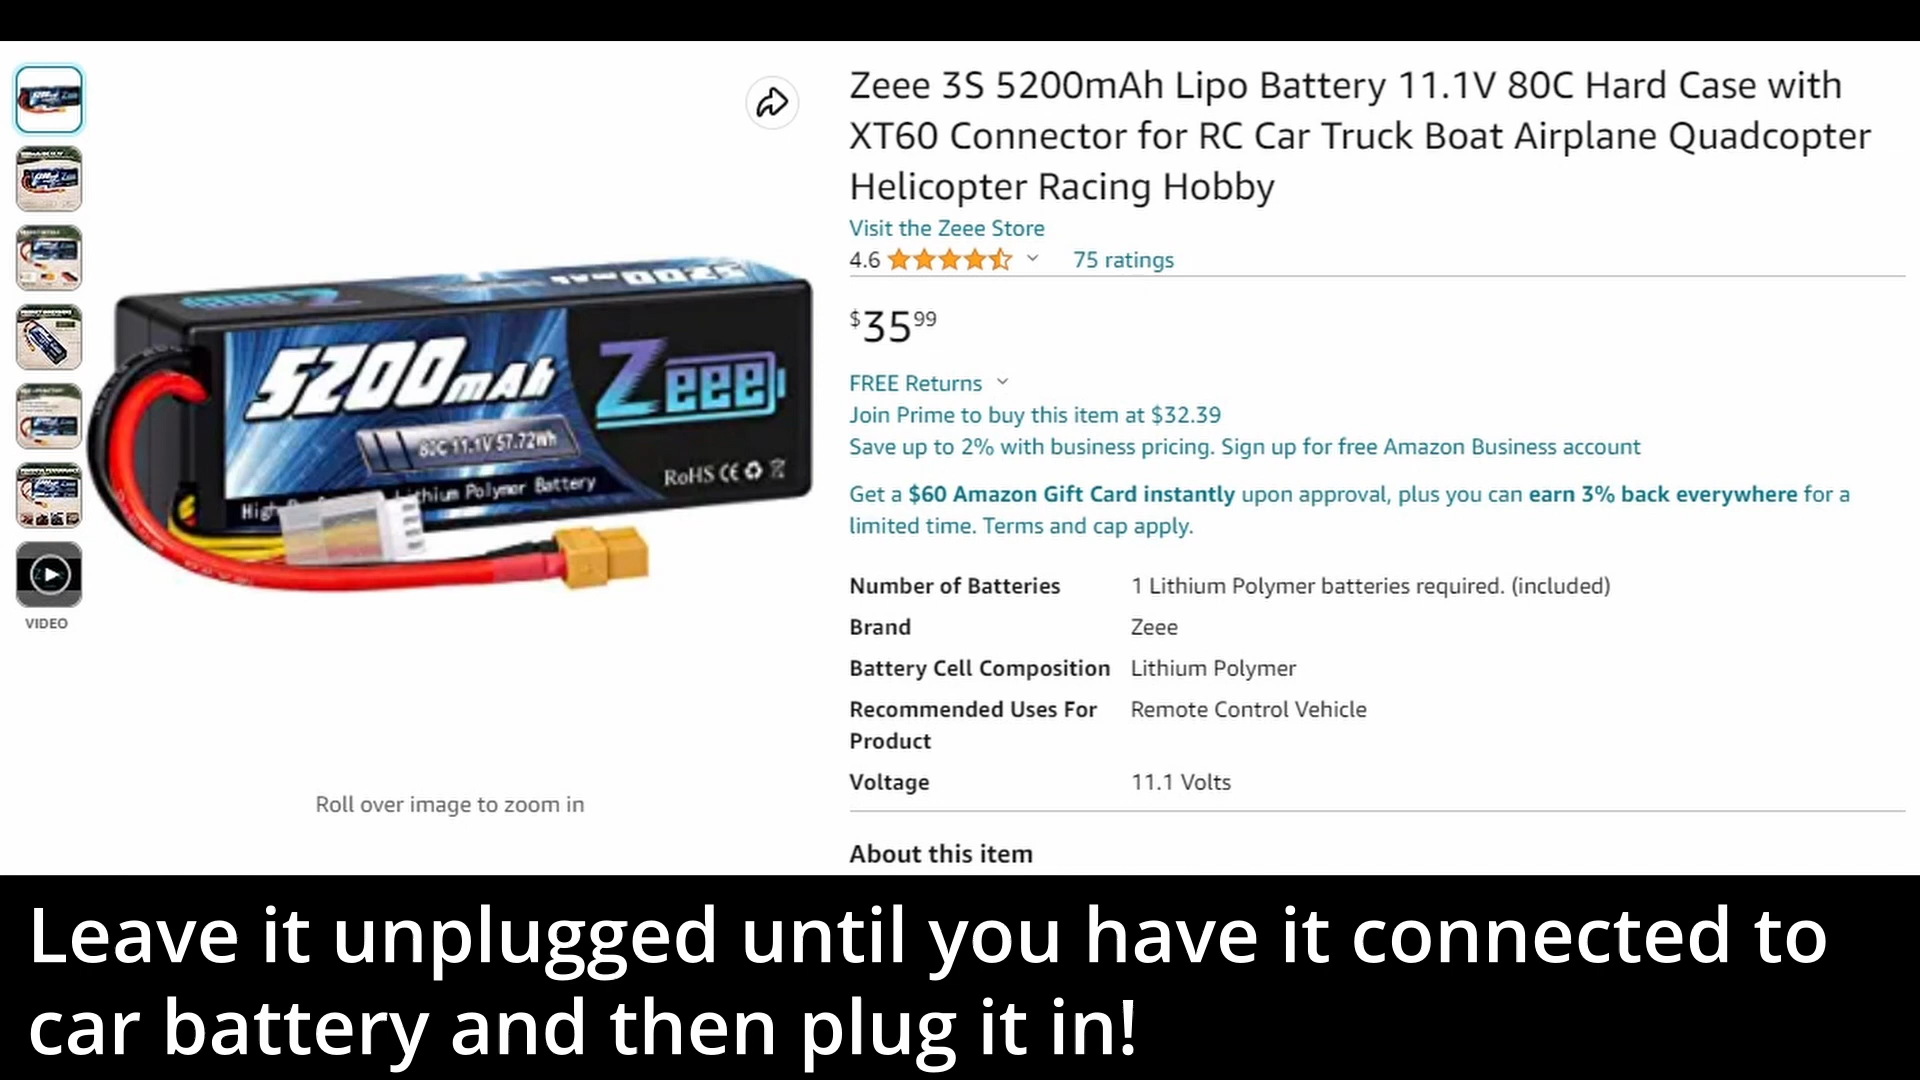 Zeee 3S 5200mAh Lipo Battery 11.1V 80C Hard Case with
XT60 Connector for RC Car Truck Boat Airplane Quadcopter
Helicopter Racing Hobby
Visit the Zeee Store
4.6
75 ratings
$35 99
FREE Returns
Join Prime to buy this item at $32.39
Save up to 2% with business pricing. Sign up for free Amazon Business account
Get a $60 Amazon Gift Card instantly upon approval, plus you can earn 3% back everywhere for a
limited time. Terms and cap apply.
Number of Batteries 1 Lithium Polymer batteries required. (included)
Brand Zeee
Battery Cell Composition Lithium Polymer
Recommended Uses For Remote Control Vehicle
Product
Voltage 11.1 Volts
About this item
5200mAh
Zeee
5200mAh
Zeee
80C 11.1V 57.72Wh
RoHS CE
High Lithium Polymer Battery
VIDEO
Roll over image to zoom in
Leave it unplugged until you have it connected to
car battery and then plug it in!